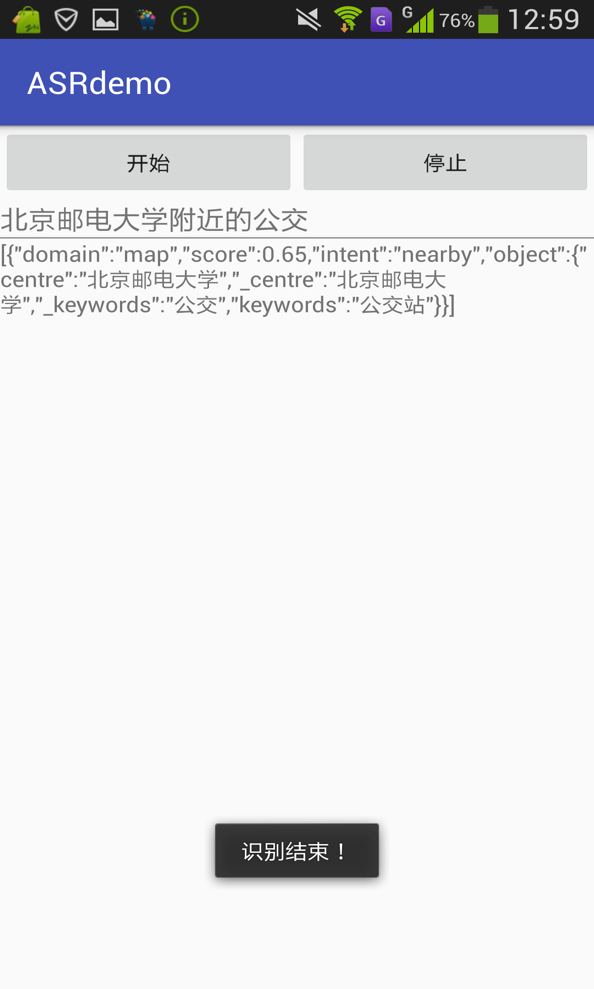 G G 76% 12:59
ASRdemo
开始 停止
北京邮电大学附近的公交
[{"domain":"map","score":0.65,"intent":"nearby","object":{"
centre":"北京邮电大学","_centre":"北京邮电大
学","_keywords":"公交","keywords":"公交站"}}]
识别结束！